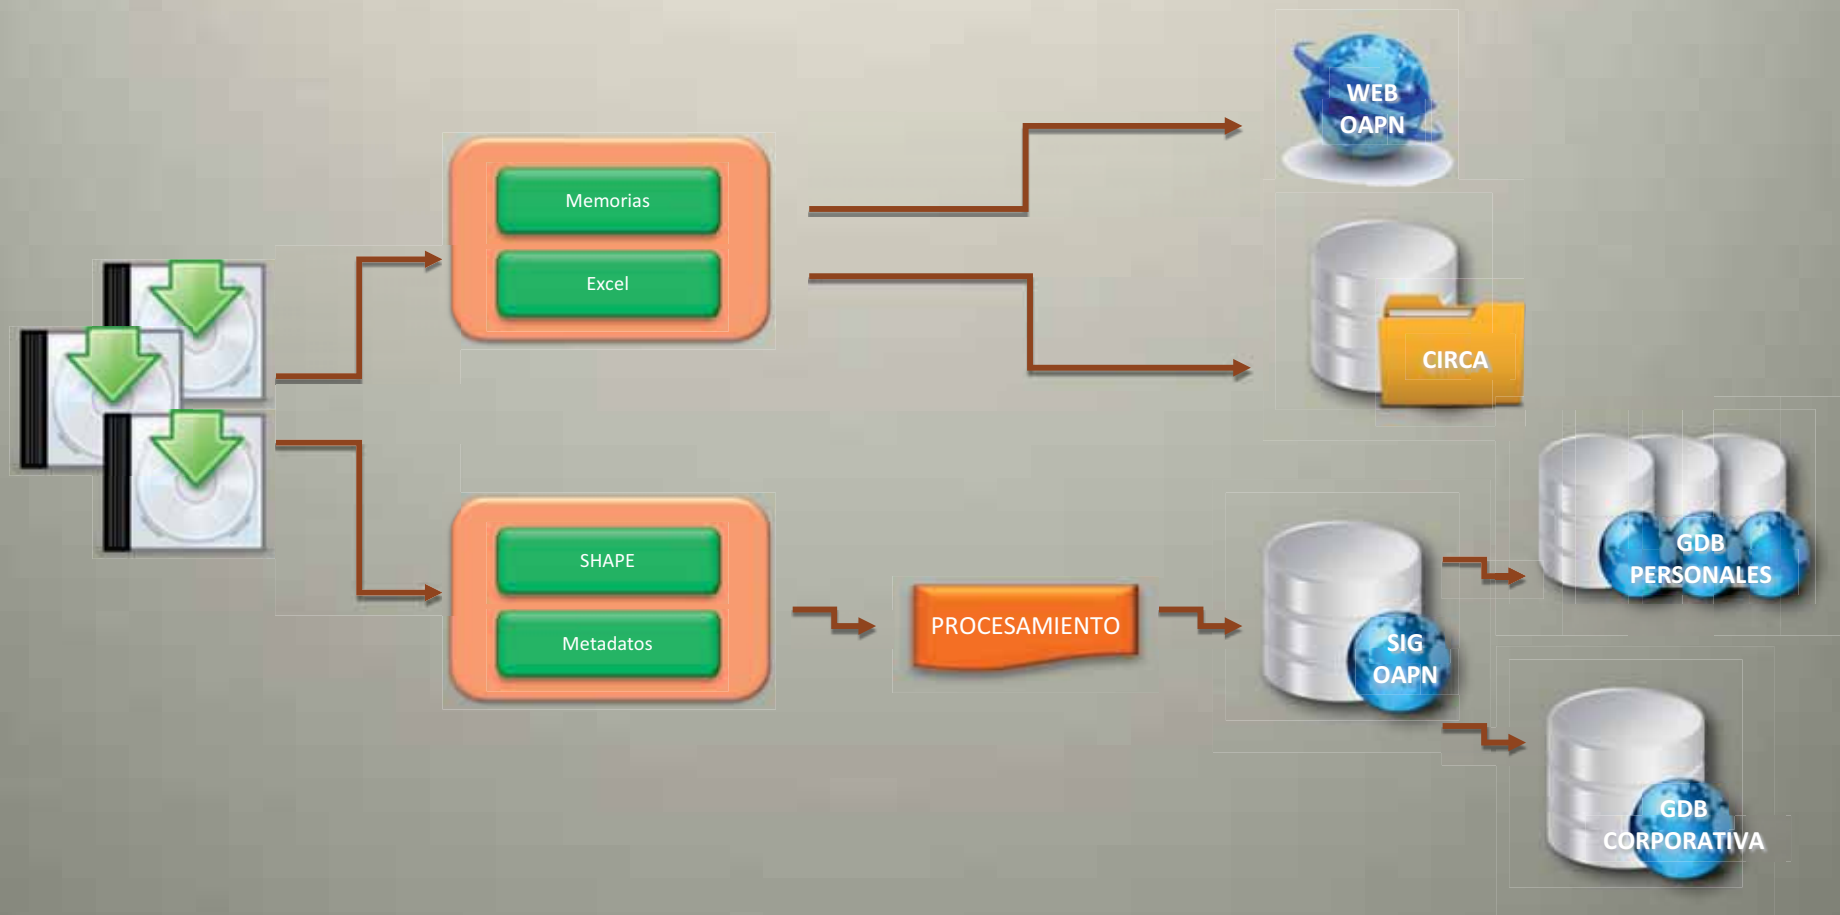 WEB
OAPN
Memorias
Excel
CIRCA
SHAPE
Metadatos
PROCESAMIENTO
SIG
OAPN
GDB
PERSONALES
GDB
CORPORATIVA